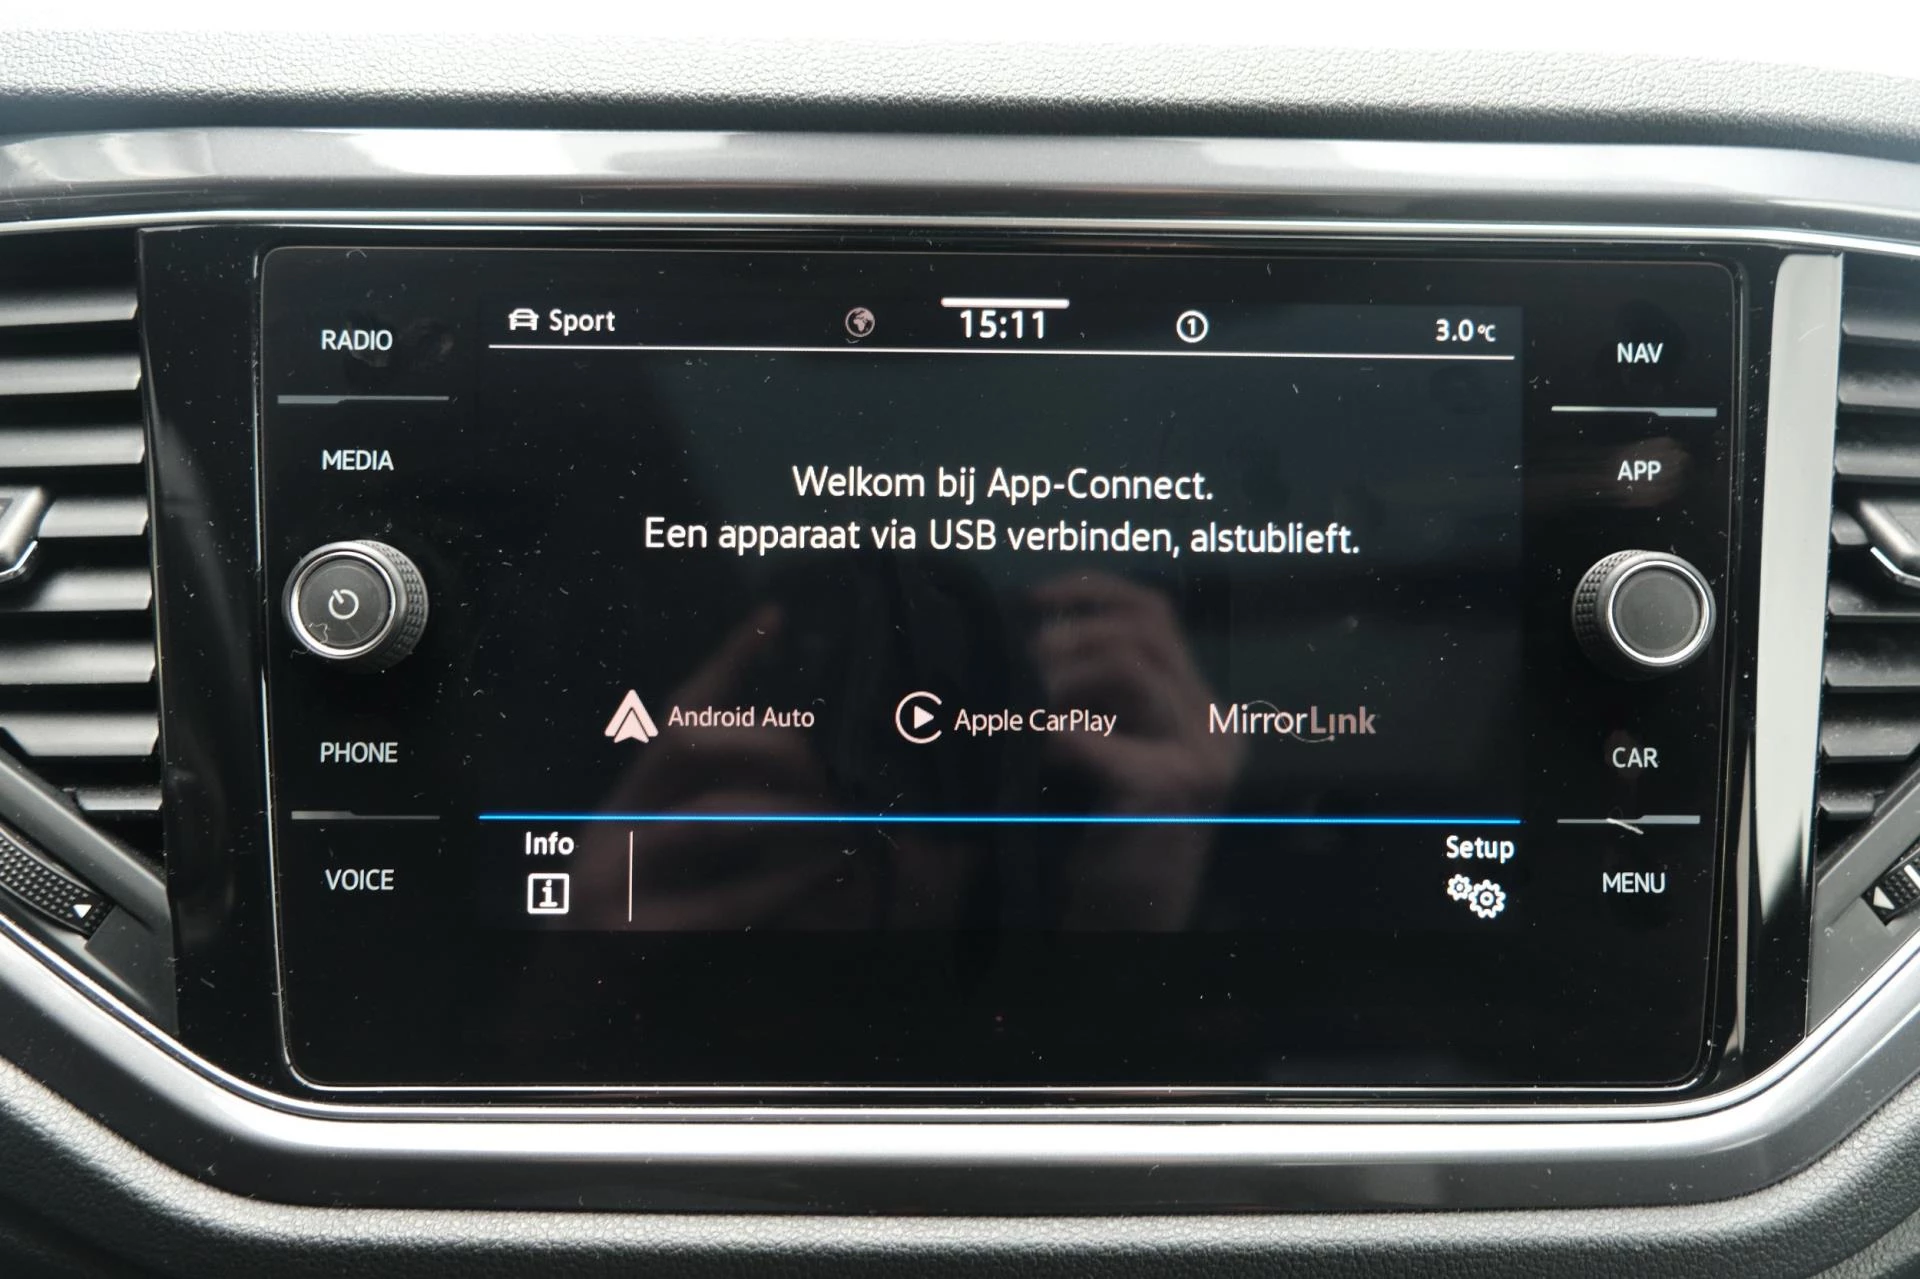 RADIO
MEDIA
PHONE
VOICE
Sport
15:11
1
3.0°C
Welkom bij App-Connect.
Een apparaat via USB verbinden, alstublieft.
Android Auto
Apple CarPlay
MirrorLink
Info
i
Setup
NAV
APP
CAR
MENU